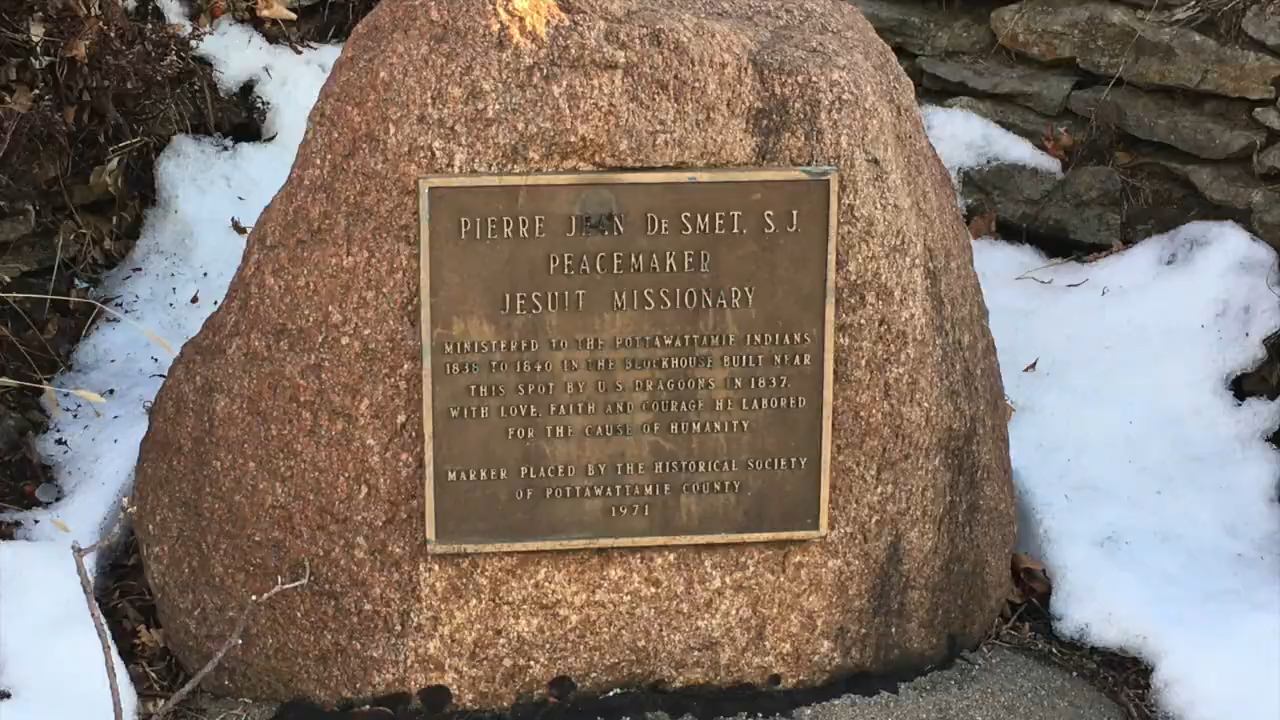 PIERRE JEAN DE SMET, S.J.
PEACEMAKER
JESUIT MISSIONARY
MINISTERED TO THE POTTAWATTAMIE INDIANS
1838 TO 1840 IN THE BLOCKHOUSE BUILT NEAR
THIS SPOT BY U.S DRAGOONS IN 1837.
WITH LOVE, FAITH AND COURAGE HE LABORED
FOR THE CAUSE OF HUMANITY
MARKER PLACED BY THE HISTORICAL SOCIETY
OF POTTAWATTAMIE COUNTY
1971